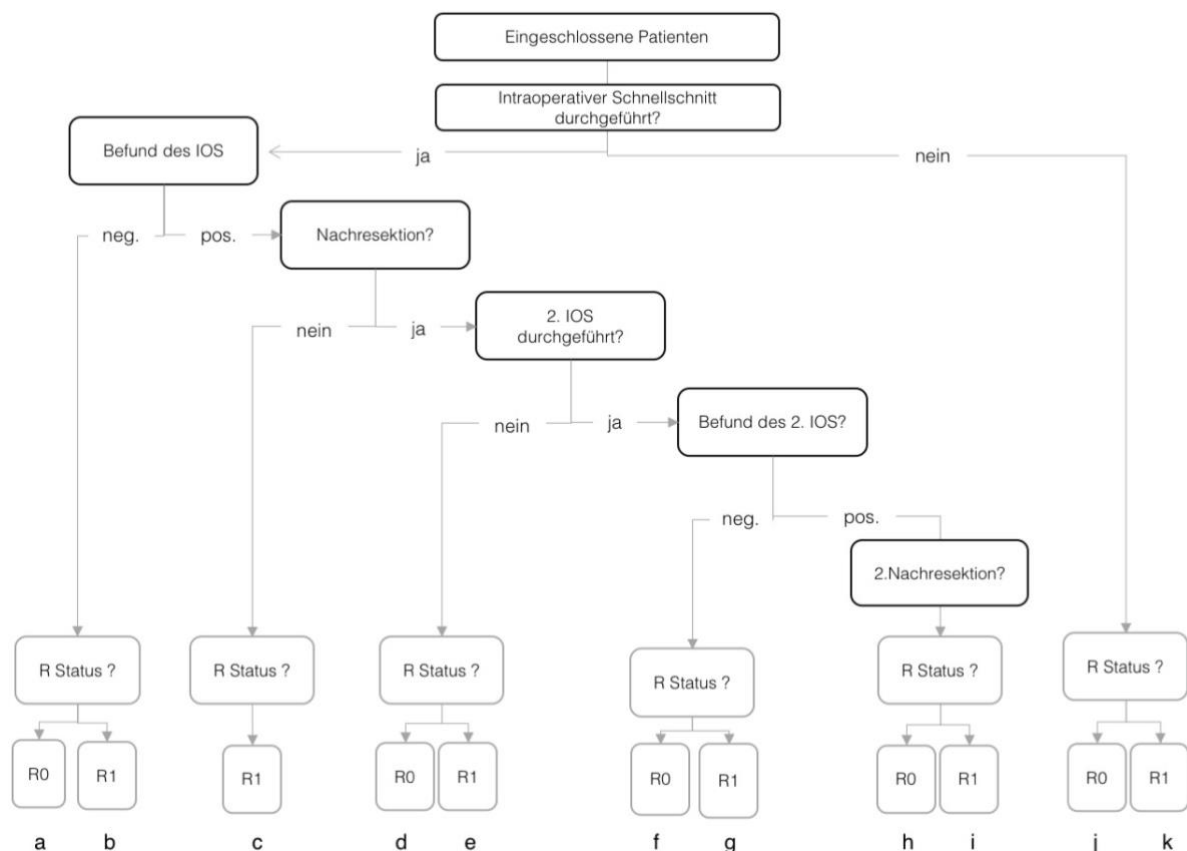 Eingeschlossene Patienten
Intraoperativer Schnellschnitt
durchgeführt?
Befund des IOS
ja
nein
neg.
pos.
Nachresektion?
nein
ja
2. IOS
durchgeführt?
nein
ja
Befund des 2. IOS?
neg.
pos.
2.Nachresektion?
R Status ?
R Status ?
R Status ?
R Status ?
R Status ?
R Status ?
R0
R1
R1
R0
R1
R0
R1
R0
R1
R0
R1
a
b
c
d
e
f
g
h
i
j
k